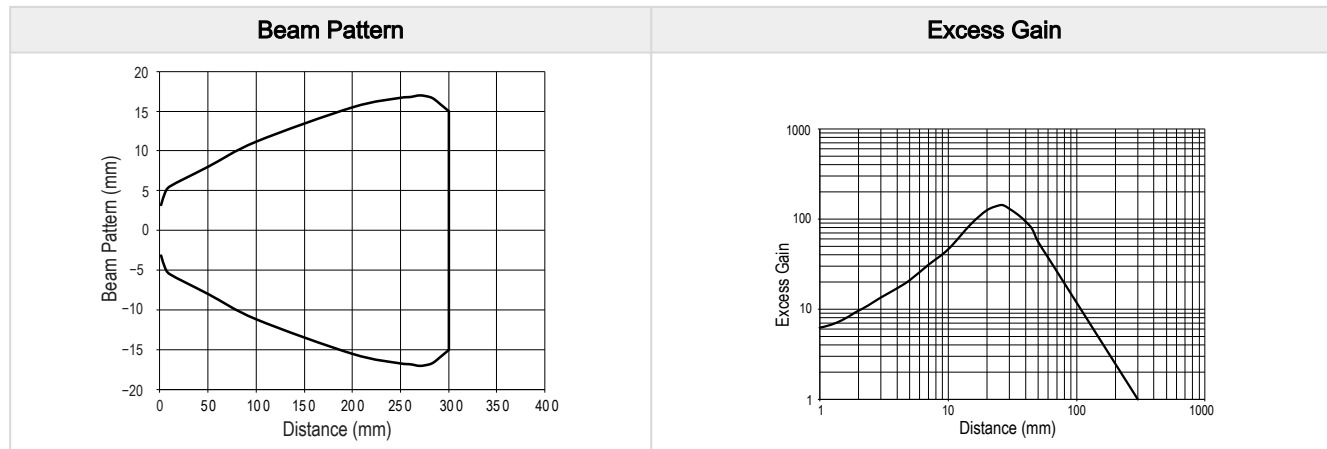 Beam Pattern
Excess Gain
20
15
10
5
0
−5
−10
−15
−20
Beam Pattern (mm)
0 50 100 150 200 250 300 350 400
Distance (mm)
1000
100
10
1
Excess Gain
1 10 100 1000
Distance (mm)